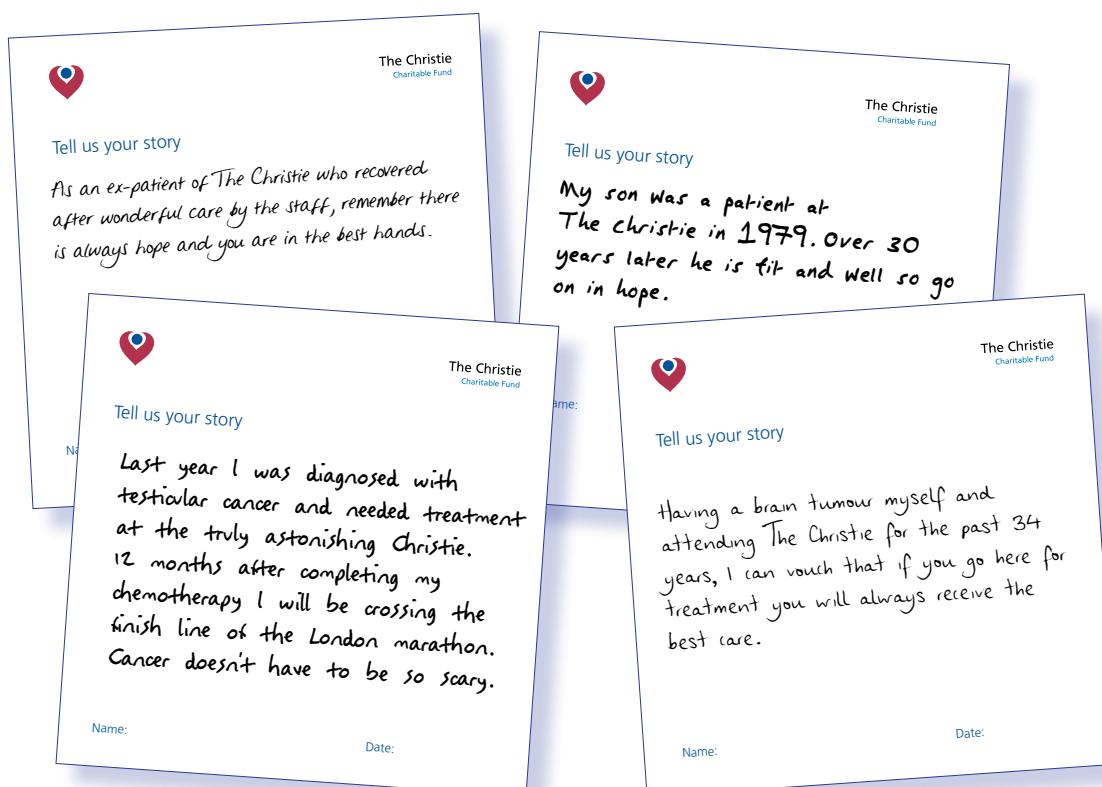 The Christie
Charitable Fund
Tell us your story
As an ex-patient of The Christie who recovered
after wonderful care by the staff, remember there
is always hope and you are in the best hands.
Na
The Christie
Charitable Fund
Tell us your story
My son was a patient at
The Christie in 1979. Over 30
years later he is fit and well so go
on in hope.
ame:
The Christie
Charitable Fund
Tell us your story
Last year I was diagnosed with
testicular cancer and needed treatment
at the truly astonishing Christie.
12 months after completing my
chemotherapy I will be crossing the
finish line of the London marathon.
Cancer doesn't have to be so scary.
Name:
Date:
The Christie
Charitable Fund
Tell us your story
Having a brain tumour myself and
attending The Christie for the past 34
years, I can vouch that if you go here for
treatment you will always receive the
best care.
Name:
Date: